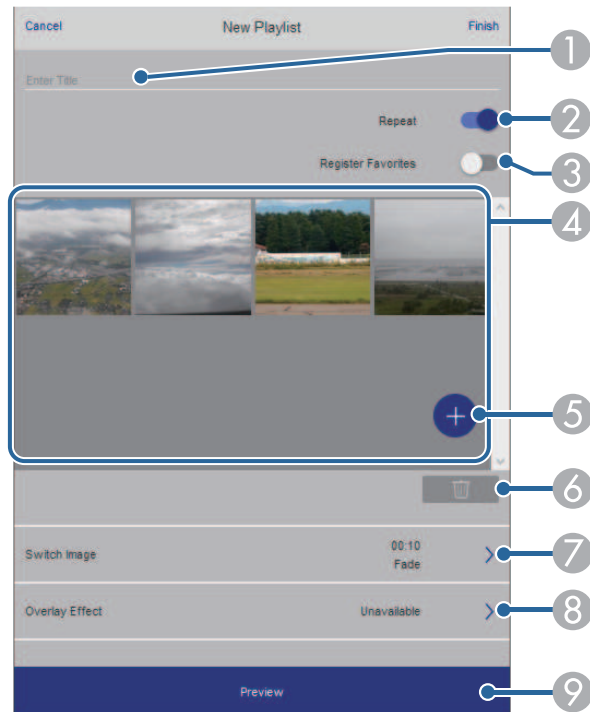 Cancel New Playlist Finish
1
Enter Title
Repeat 2
Register Favorites 3
4
5
6
00:10
Switch Image 7
Fade
Overlay Effect Unavailable 8
Preview 9